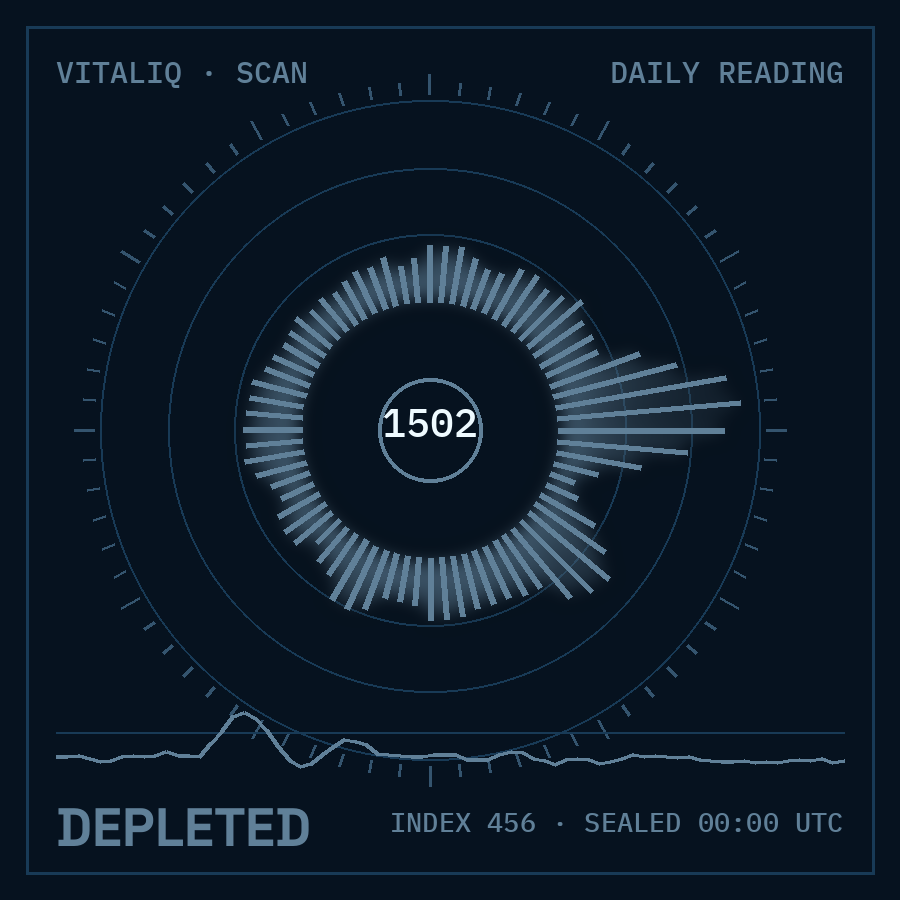 VITALIQ · SCAN
DAILY READING
1502
DEPLETED
INDEX 456 · SEALED 00:00 UTC